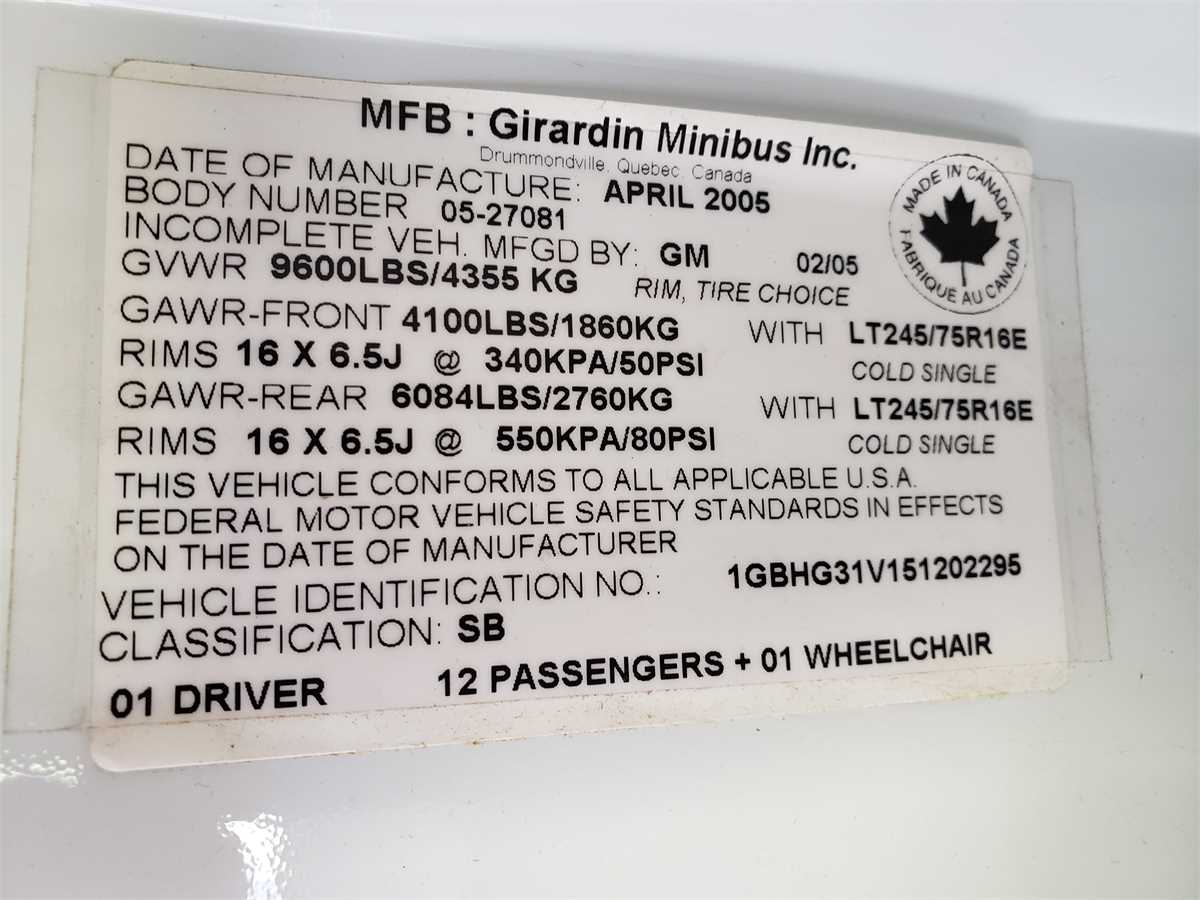 MFB : Girardin Minibus Inc.
Drummondville, Quebec, Canada
DATE OF MANUFACTURE: APRIL 2005
BODY NUMBER 05-27081
INCOMPLETE VEH. MFGD BY: GM 02/05
GVWR 9600LBS/4355 KG RIM, TIRE CHOICE
GAWR-FRONT 4100LBS/1860KG WITH LT245/75R16E
RIMS 16 X 6.5J @ 340KPA/50PSI COLD SINGLE
GAWR-REAR 6084LBS/2760KG WITH LT245/75R16E
RIMS 16 X 6.5J @ 550KPA/80PSI COLD SINGLE
THIS VEHICLE CONFORMS TO ALL APPLICABLE U.S.A.
FEDERAL MOTOR VEHICLE SAFETY STANDARDS IN EFFECTS
ON THE DATE OF MANUFACTURER
VEHICLE IDENTIFICATION NO.: 1GBHG31V151202295
CLASSIFICATION: SB
01 DRIVER 12 PASSENGERS + 01 WHEELCHAIR
MADE IN CANADA
FABRIQUE AU CANADA